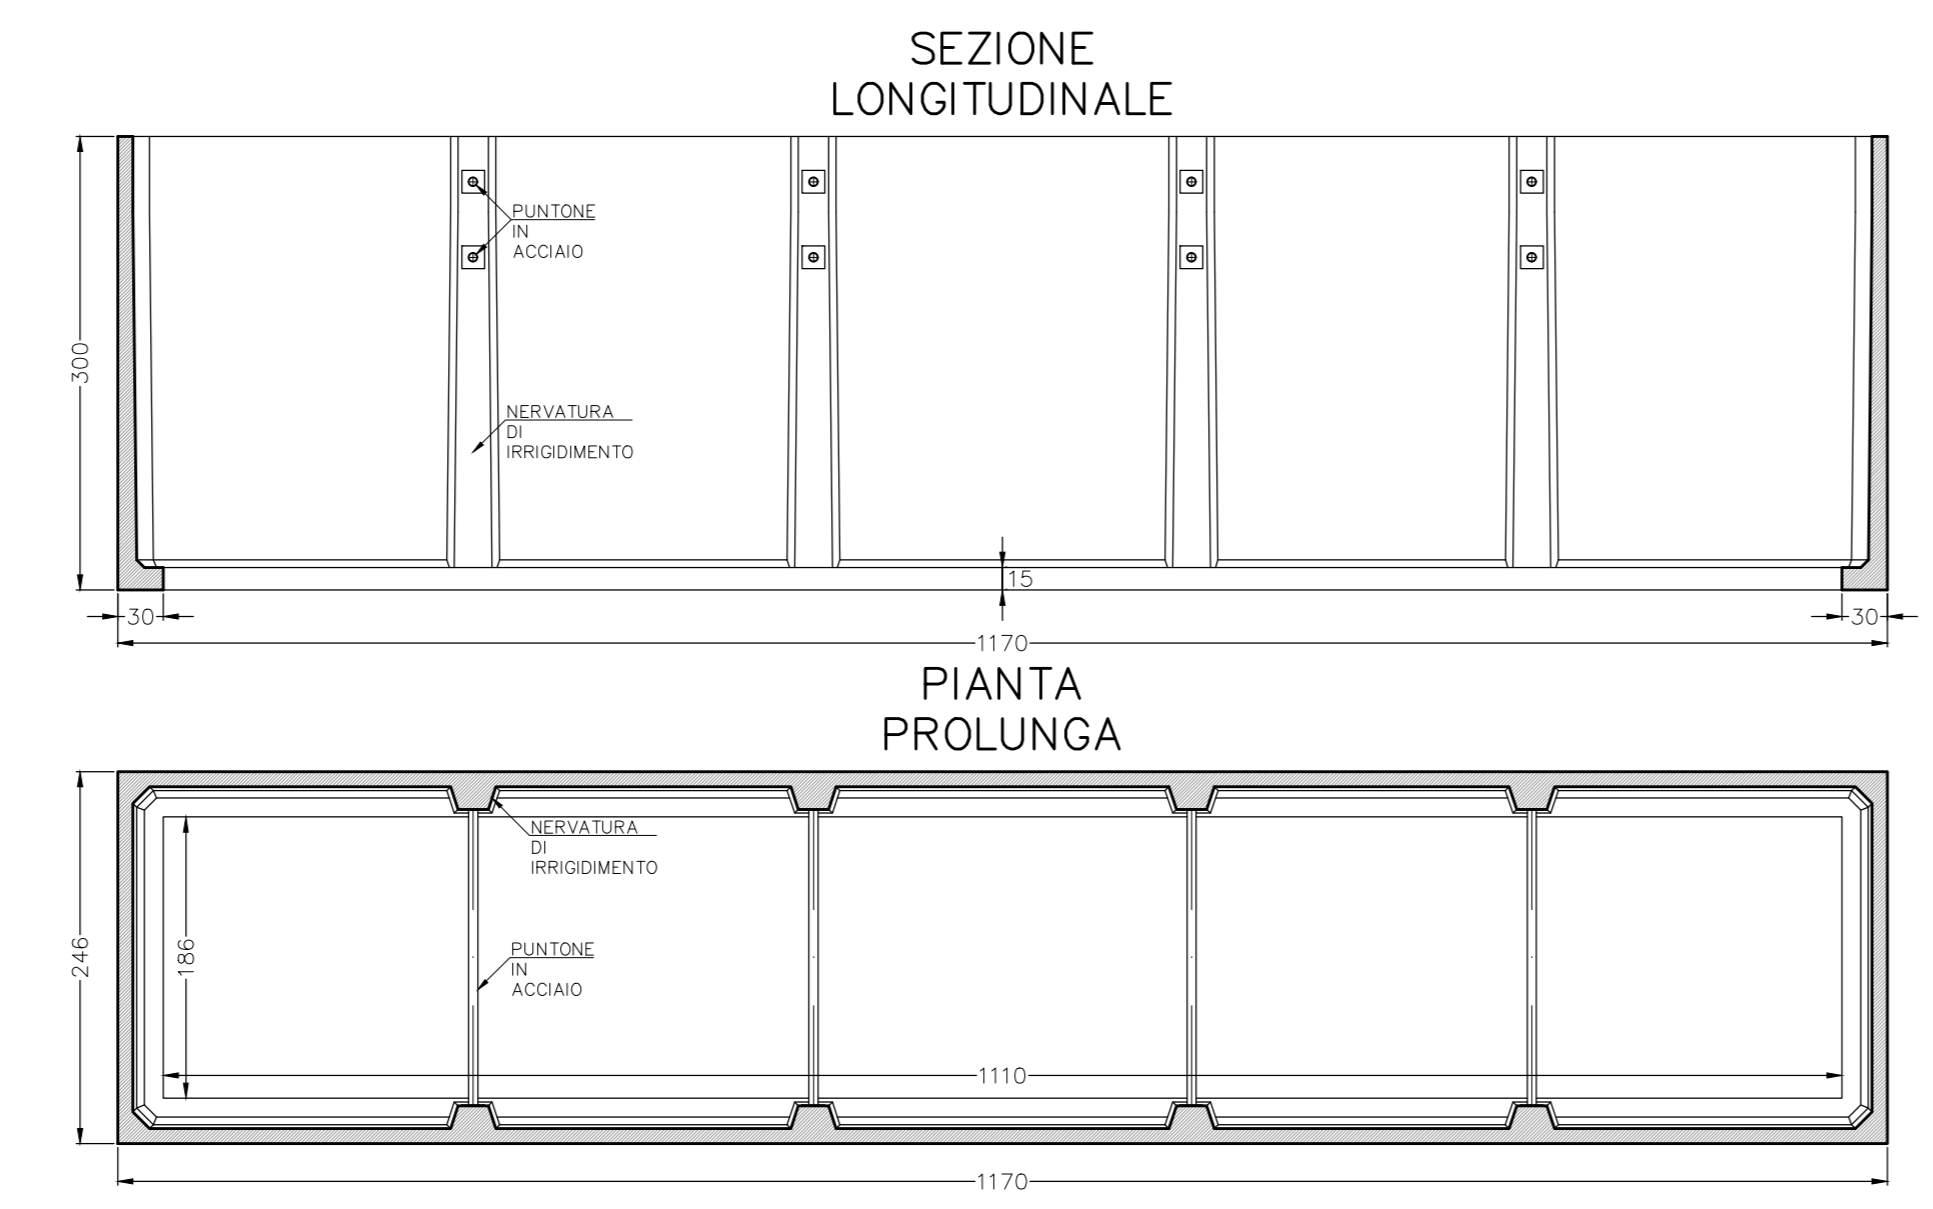 SEZIONE
LONGITUDINALE
PUNTONE
IN
ACCIAIO
300
NERVATURA
DI
IRRIGIDIMENTO
15
30
30
1170
PIANTA
PROLUNGA
NERVATURA
DI
IRRIGIDIMENTO
246
186
PUNTONE
IN
ACCIAIO
1110
1170